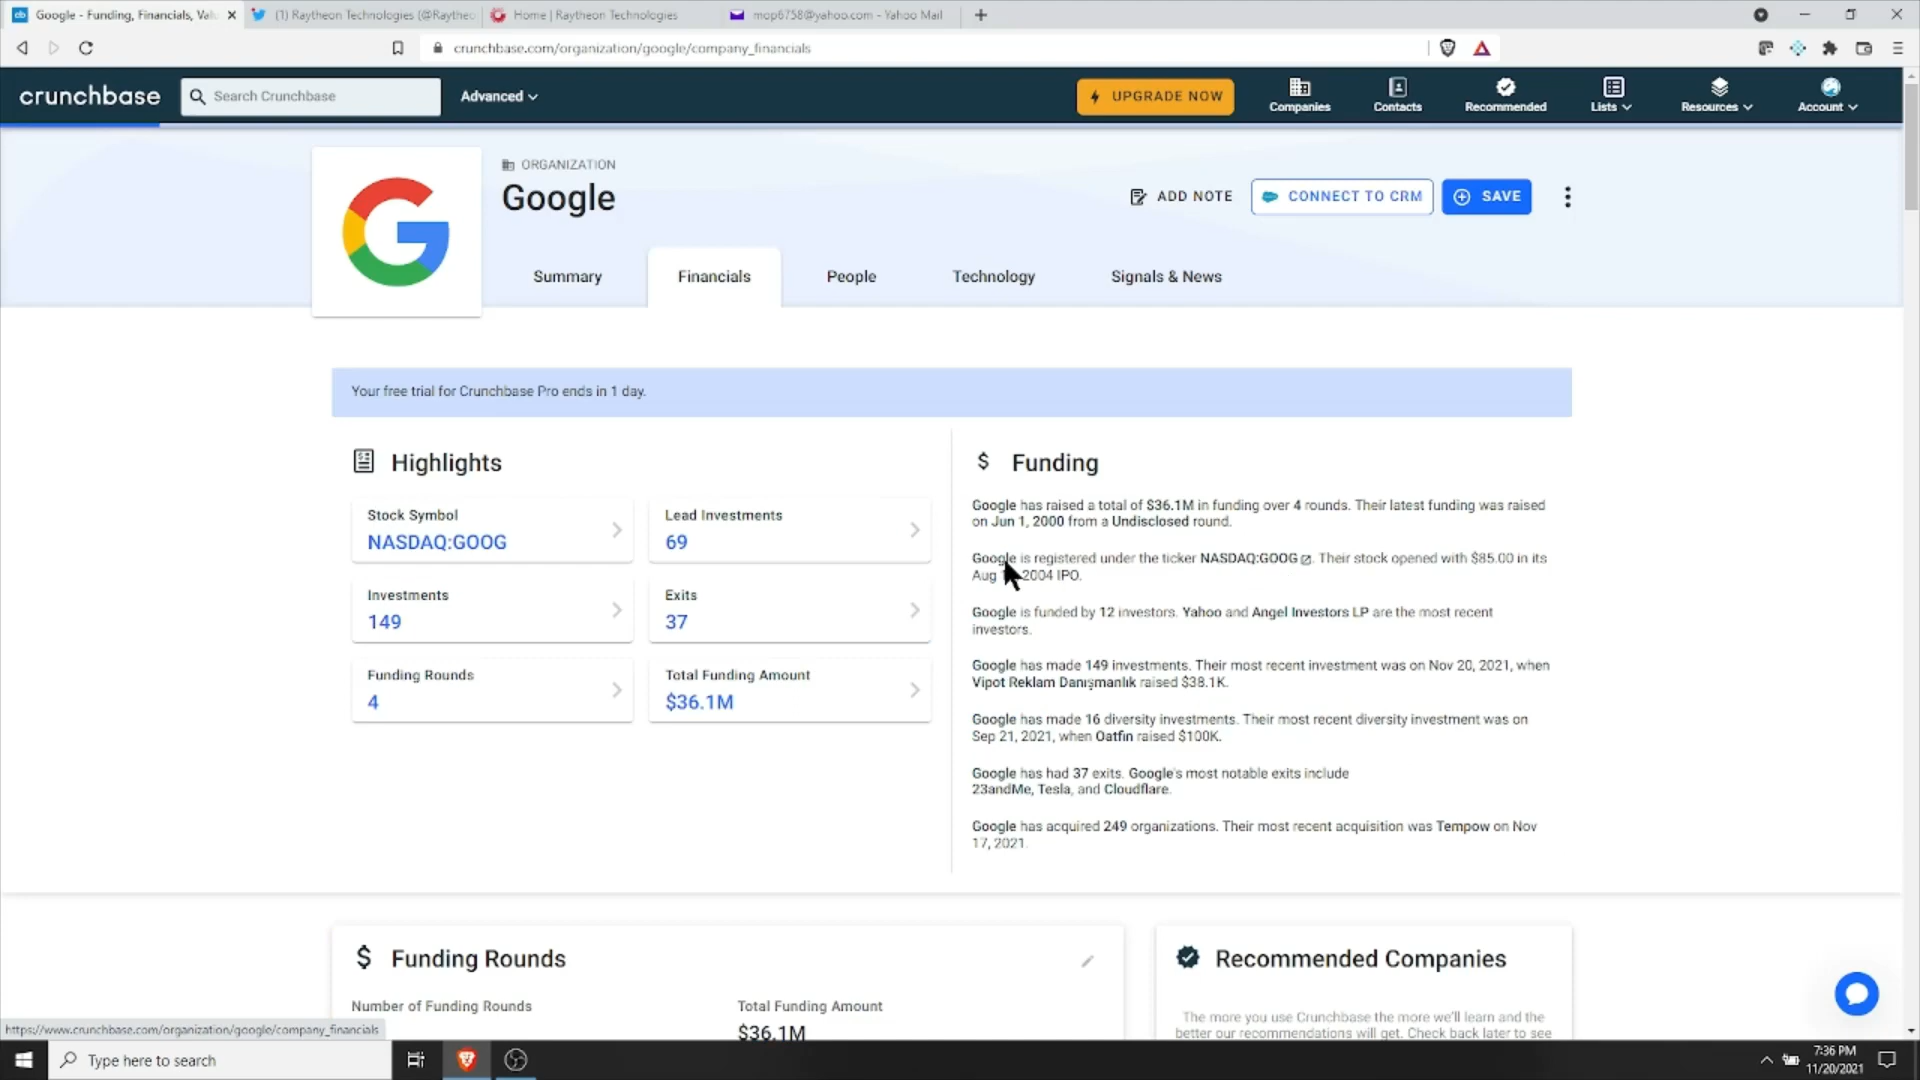 Google - Funding, Financials, Valu
(1) Raytheon Technologies (@Raytheo
Home | Raytheon Technologies
mop6758@yahoo.com - Yahoo Mail
crunchbase.com/organization/google/company_financials
crunchbase
Search Crunchbase
Advanced
UPGRADE NOW
Companies
Contacts
Recommended
Lists
Resources
Account
ORGANIZATION
Google
ADD NOTE
CONNECT TO CRM
SAVE
Summary
Financials
People
Technology
Signals & News
Your free trial for Crunchbase Pro ends in 1 day.
Highlights
Stock Symbol
NASDAQ:GOOG
Lead Investments
69
Investments
149
Exits
37
Funding Rounds
4
Total Funding Amount
$36.1M
$ Funding
Google has raised a total of $36.1M in funding over 4 rounds. Their latest funding was raised
on Jun 1, 2000 from a Undisclosed round.
Google is registered under the ticker NASDAQ:GOOG. Their stock opened with $85.00 in its
Aug 2004 IPO.
Google is funded by 12 investors. Yahoo and Angel Investors LP are the most recent
investors.
Google has made 149 investments. Their most recent investment was on Nov 20, 2021, when
Vipot Reklam Danışmanlık raised $38.1K.
Google has made 16 diversity investments. Their most recent diversity investment was on
Sep 21, 2021, when Oatfin raised $100K.
Google has had 37 exits. Google's most notable exits include
23andMe, Tesla, and Cloudflare.
Google has acquired 249 organizations. Their most recent acquisition was Tempow on Nov
17, 2021.
$ Funding Rounds
Number of Funding Rounds
Total Funding Amount
$36.1M
Recommended Companies
The more you use Crunchbase the more we'll learn and the
better our recommendations will get. Check back later to see
https://www.crunchbase.com/organization/google/company_financials
Type here to search
7:36 PM
11/20/2021